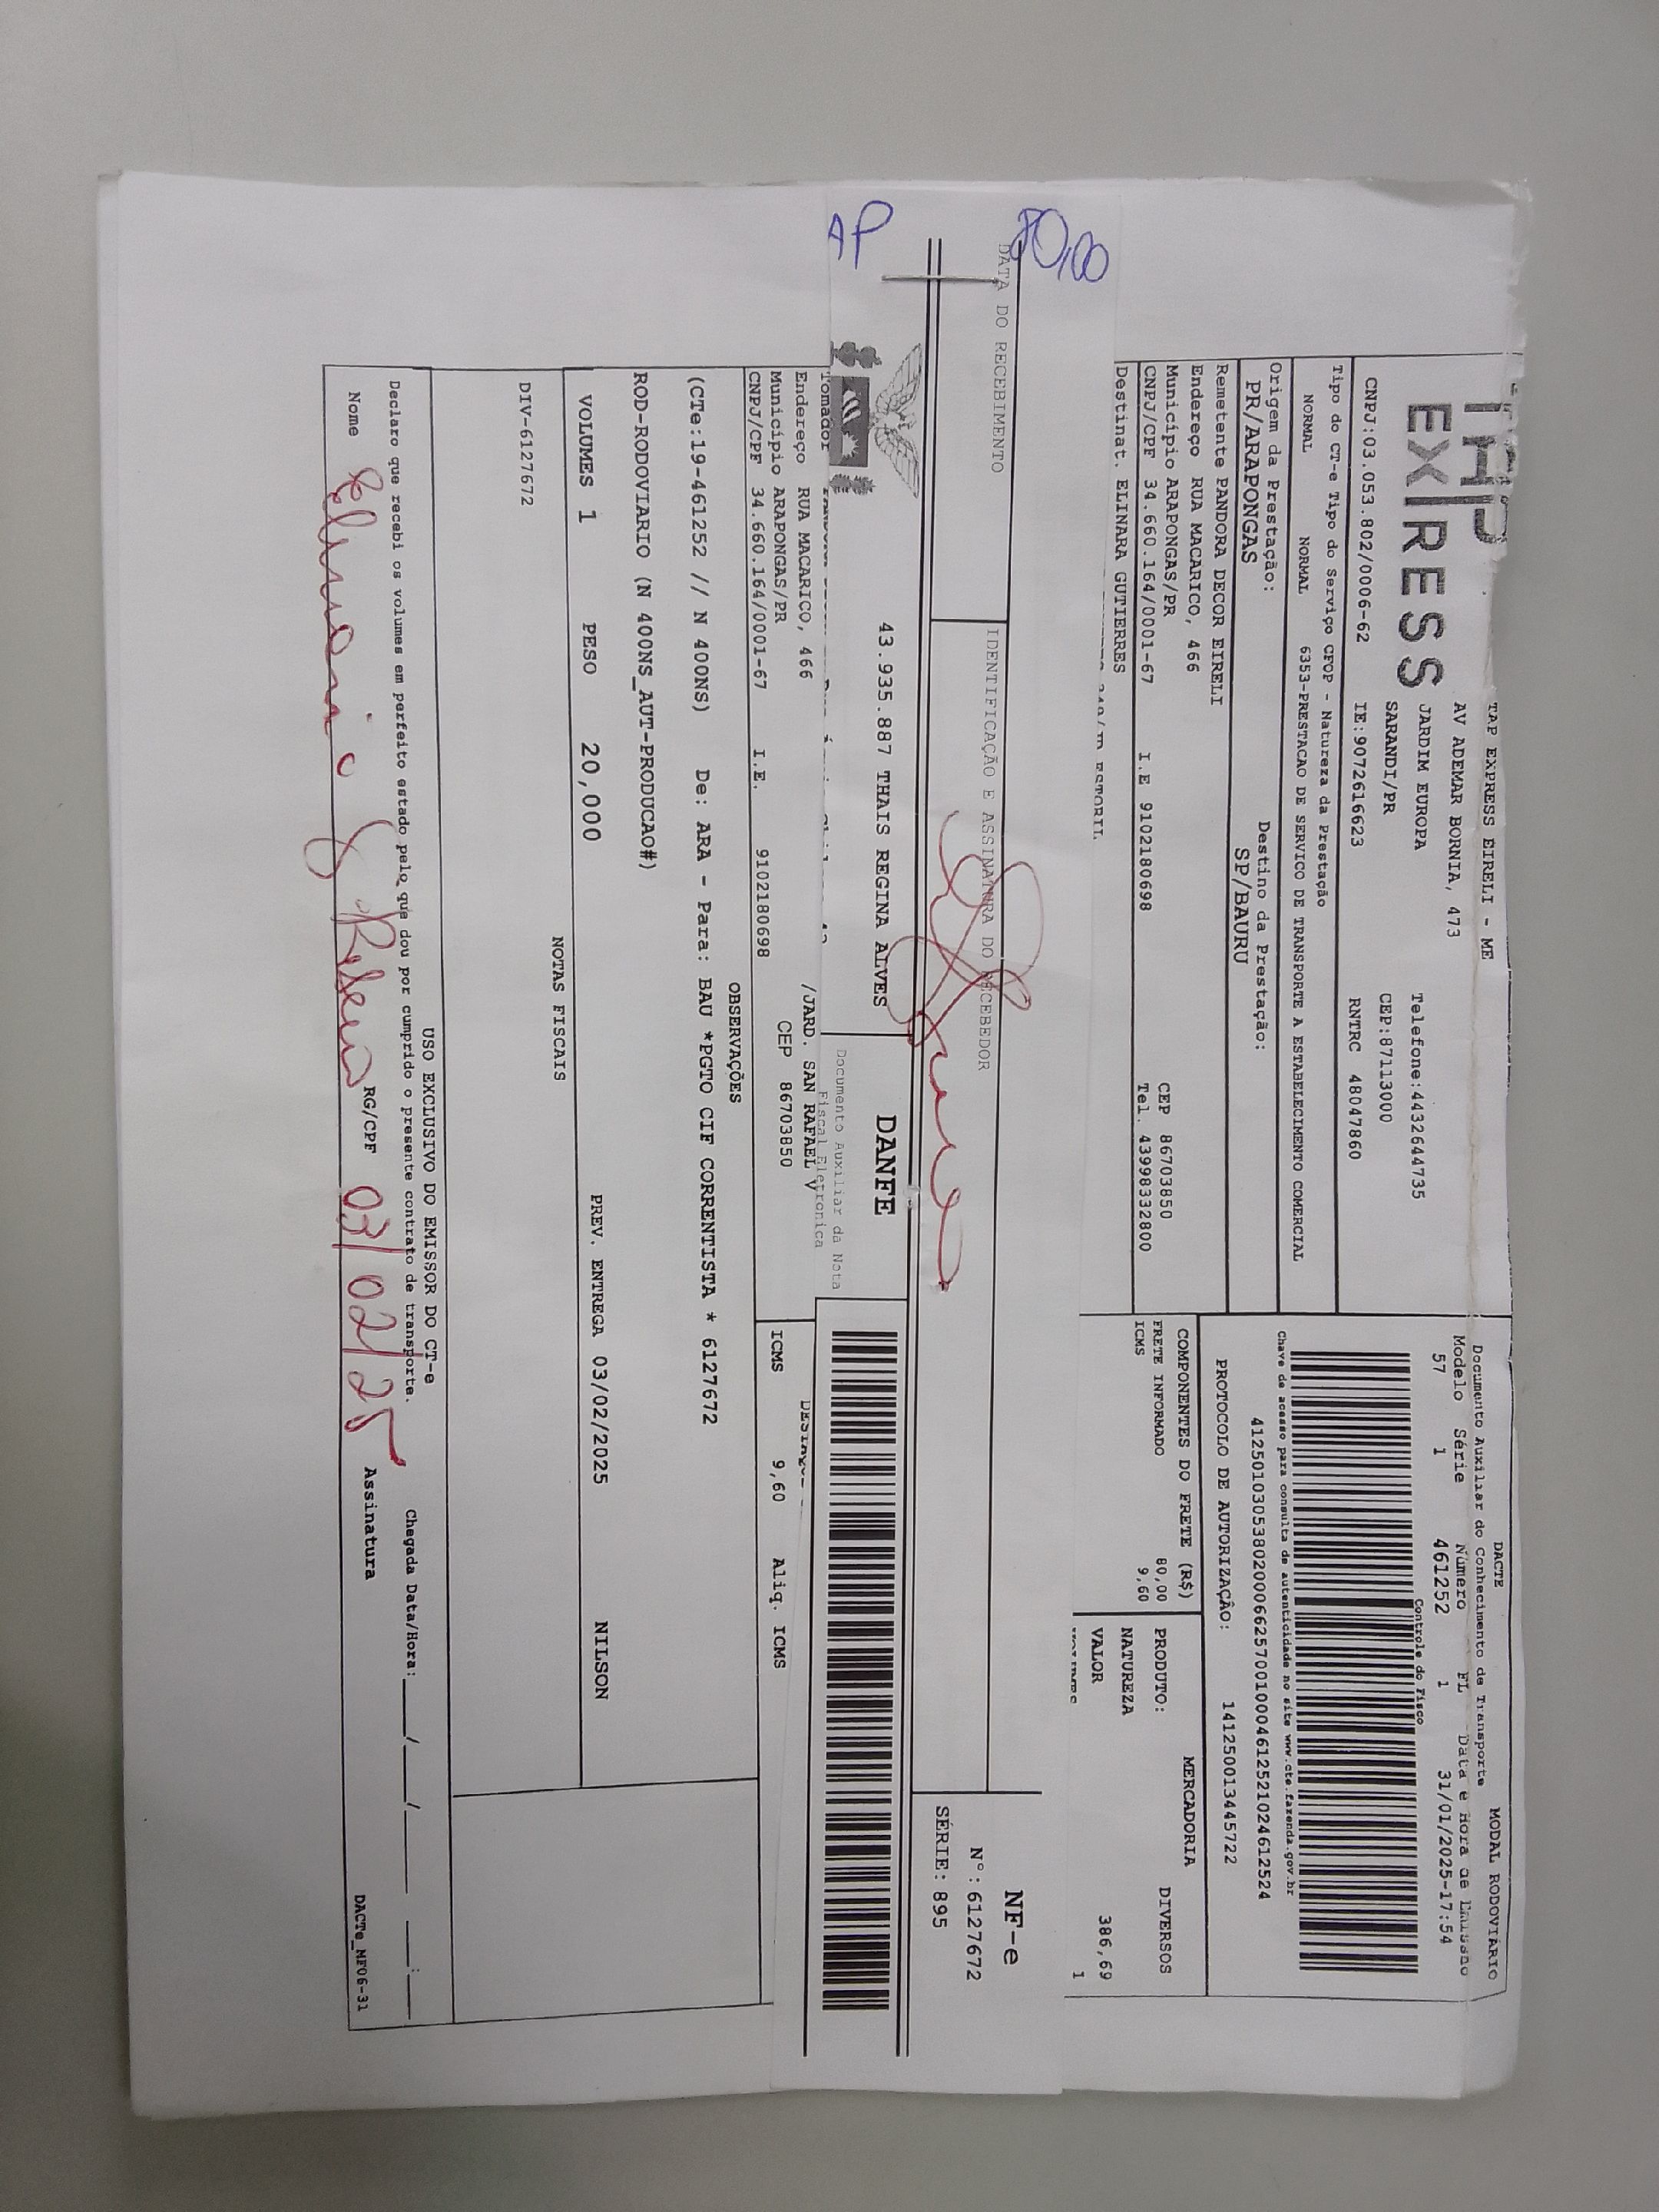 TAP
EXPRESS
TAP EXPRESS EIRELI - ME
AV ADEMAR BORNIA, 473
JARDIM EUROPA Telefone:4432644735
SARANDI/PR CEP:87113000
CNPJ:03.053.802/0006-62 IE:9072616623 RNTRC 48047860
DACTE MODAL RODOVIÁRIO
Documento Auxiliar do Conhecimento de Transporte
Modelo Série Número FL Data e Hora de Emissão
57 1 461252 1 31/01/2025-17:54
Controle do Fisco
Tipo do CT-e Tipo do Serviço CFOP - Natureza da Prestação
NORMAL NORMAL 6353-PRESTACAO DE SERVICO DE TRANSPORTE A ESTABELECIMENTO COMERCIAL
Chave de acesso para consulta de autenticidade no site www.cte.fazenda.gov.br
41250103053802000662570010004612521024612524
Origem da Prestação: Destino da Prestação:
PR/ARAPONGAS SP/BAURU
PROTOCOLO DE AUTORIZAÇÃO: 141250013445722
Remetente PANDORA DECOR EIRELI
Endereço RUA MACARICO, 466
Município ARAPONGAS/PR CEP 86703850
CNPJ/CPF 34.660.164/0001-67 I.E 9102180698 Tel. 43998332800
Destinat. ELINARA GUTIERRES
ESTORIL
COMPONENTES DO FRETE (R$)
FRETE INFORMADO 80,00
ICMS 9,60
MERCADORIA
PRODUTO: DIVERSOS
NATUREZA
VALOR 386,69
1
80,00
DATA DO RECEBIMENTO
IDENTIFICAÇÃO E ASSINATURA DO RECEBEDOR
NF-e
Nº:6127672
SÉRIE: 895
AP
43.935.887 THAIS REGINA ALVES
DANFE
Documento Auxiliar da Nota
Fiscal Eletronica
Tomador
Endereço RUA MACARICO, 466 /JARD. SAN RAFAEL V
Município ARAPONGAS/PR CEP 86703850
CNPJ/CPF 34.660.164/0001-67 I.E. 9102180698
ICMS 9,60 Aliq. ICMS
OBSERVAÇÕES
(CTe:19-461252 // N 400NS) De: ARA - Para: BAU *PGTO CIF CORRENTISTA * 6127672
ROD-RODOVIARIO (N 400NS_AUT-PRODUCAO#)
VOLUMES 1 PESO 20,000 PREV. ENTREGA 03/02/2025 NILSON
NOTAS FISCAIS
DIV-6127672
USO EXCLUSIVO DO EMISSOR DO CT-e
Declaro que recebi os volumes em perfeito estado pelo que dou por cumprido o presente contrato de transporte. Chegada Data/Hora:___/___/____ __:__
Nome RG/CPF 03/02/25 Assinatura
DACTe_MF06-31